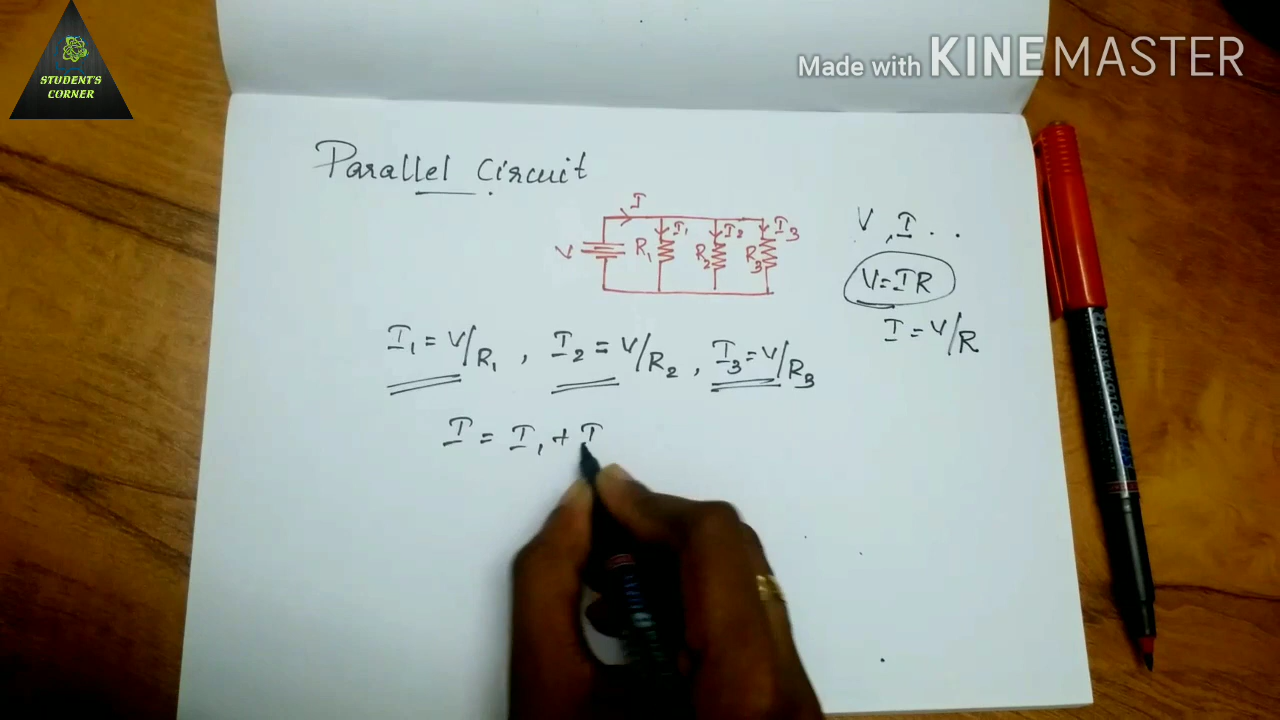 STUDENT'S
CORNER
Made with KINEMASTER
Parallel Circuit
I
V R₁ I₁ R₂ I₂ R₃ I₃
V, I . .
V=IR
I = V/R
I₁ = V/R₁ , I₂ = V/R₂ , I₃ = V/R₃
I = I₁ + I